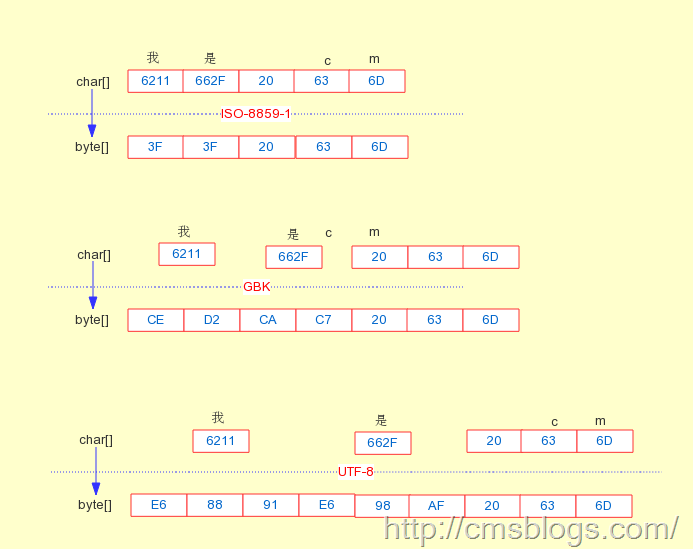 我 是 c m
char[] 6211 662F 20 63 6D
ISO-8859-1
byte[] 3F 3F 20 63 6D
我 是 c m
char[] 6211 662F 20 63 6D
GBK
byte[] CE D2 CA C7 20 63 6D
我 是 c m
char[] 6211 662F 20 63 6D
UTF-8
byte[] E6 88 91 E6 98 AF 20 63 6D
http://cmsblogs.com/